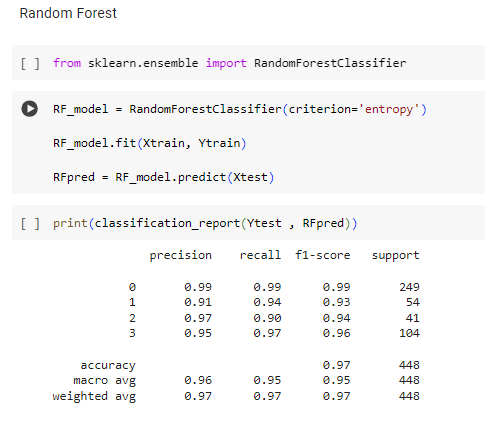 Random Forest
[ ] from sklearn.ensemble import RandomForestClassifier
RF_model = RandomForestClassifier(criterion='entropy')
RF_model.fit(Xtrain, Ytrain)
RFpred = RF_model.predict(Xtest)
[ ] print(classification_report(Ytest , RFpred))
precision recall f1-score support
0 0.99 0.99 0.99 249
1 0.91 0.94 0.93 54
2 0.97 0.90 0.94 41
3 0.95 0.97 0.96 104
accuracy 0.97 448
macro avg 0.96 0.95 0.95 448
weighted avg 0.97 0.97 0.97 448